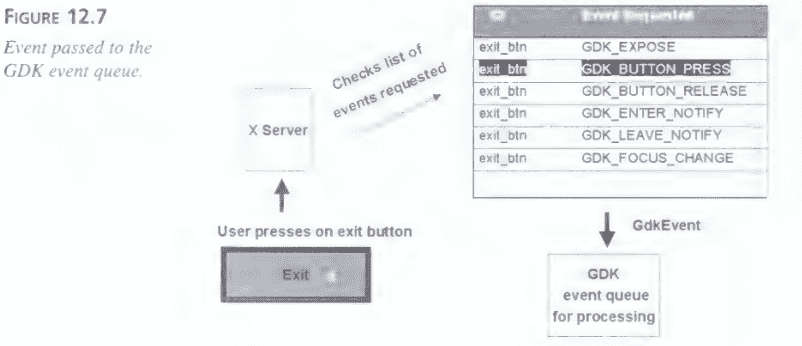 FIGURE 12.7
Event passed to the
GDK event queue.
Checks list of
events requested
X Server
User presses on exit button
Exit
Event Requested
exit_btn GDK_EXPOSE
exit_btn GDK_BUTTON_PRESS
exit_btn GDK_BUTTON_RELEASE
exit_btn GDK_ENTER_NOTIFY
exit_btn GDK_LEAVE_NOTIFY
exit_btn GDK_FOCUS_CHANGE
GdkEvent
GDK
event queue
for processing